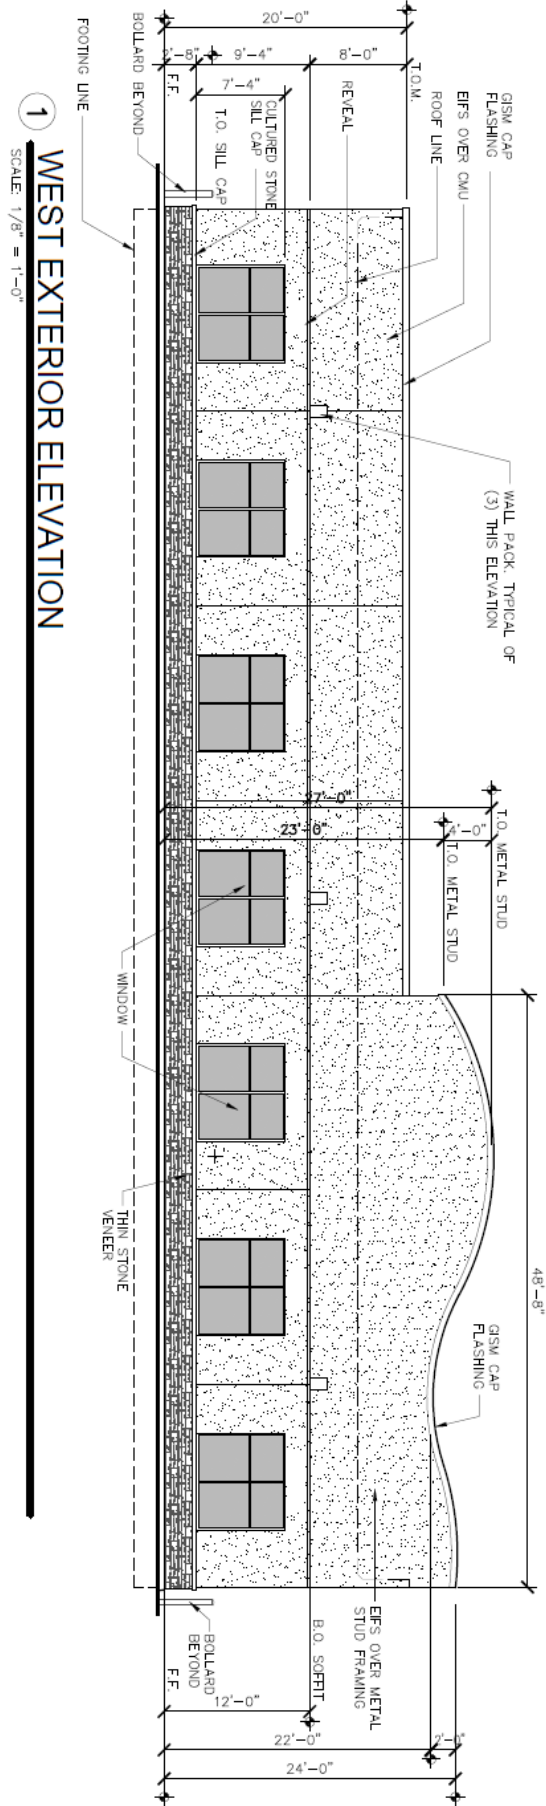 20'-0"
2'-8"
9'-4"
8'-0"
7'-4"
F.F.
T.O. SILL CAP
T.O.M.
GISM CAP
FLASHING
EIFS OVER CMU
ROOF LINE
REVEAL
CULTURED STONE
SILL CAP
BOLLARD BEYOND
FOOTING LINE
WALL PACK. TYPICAL OF
(3) THIS ELEVATION
27'-0"
23'-0"
4'-0"
T.O. METAL STUD
T.O. METAL STUD
48'-8"
WINDOW
THIN STONE
VENEER
GISM CAP
FLASHING
EIFS OVER METAL
STUD FRAMING
B.O. SOFFIT
BOLLARD
BEYOND
F.F.
12'-0"
22'-0"
2'-0"
24'-0"
1 WEST EXTERIOR ELEVATION
SCALE: 1/8" = 1'-0"